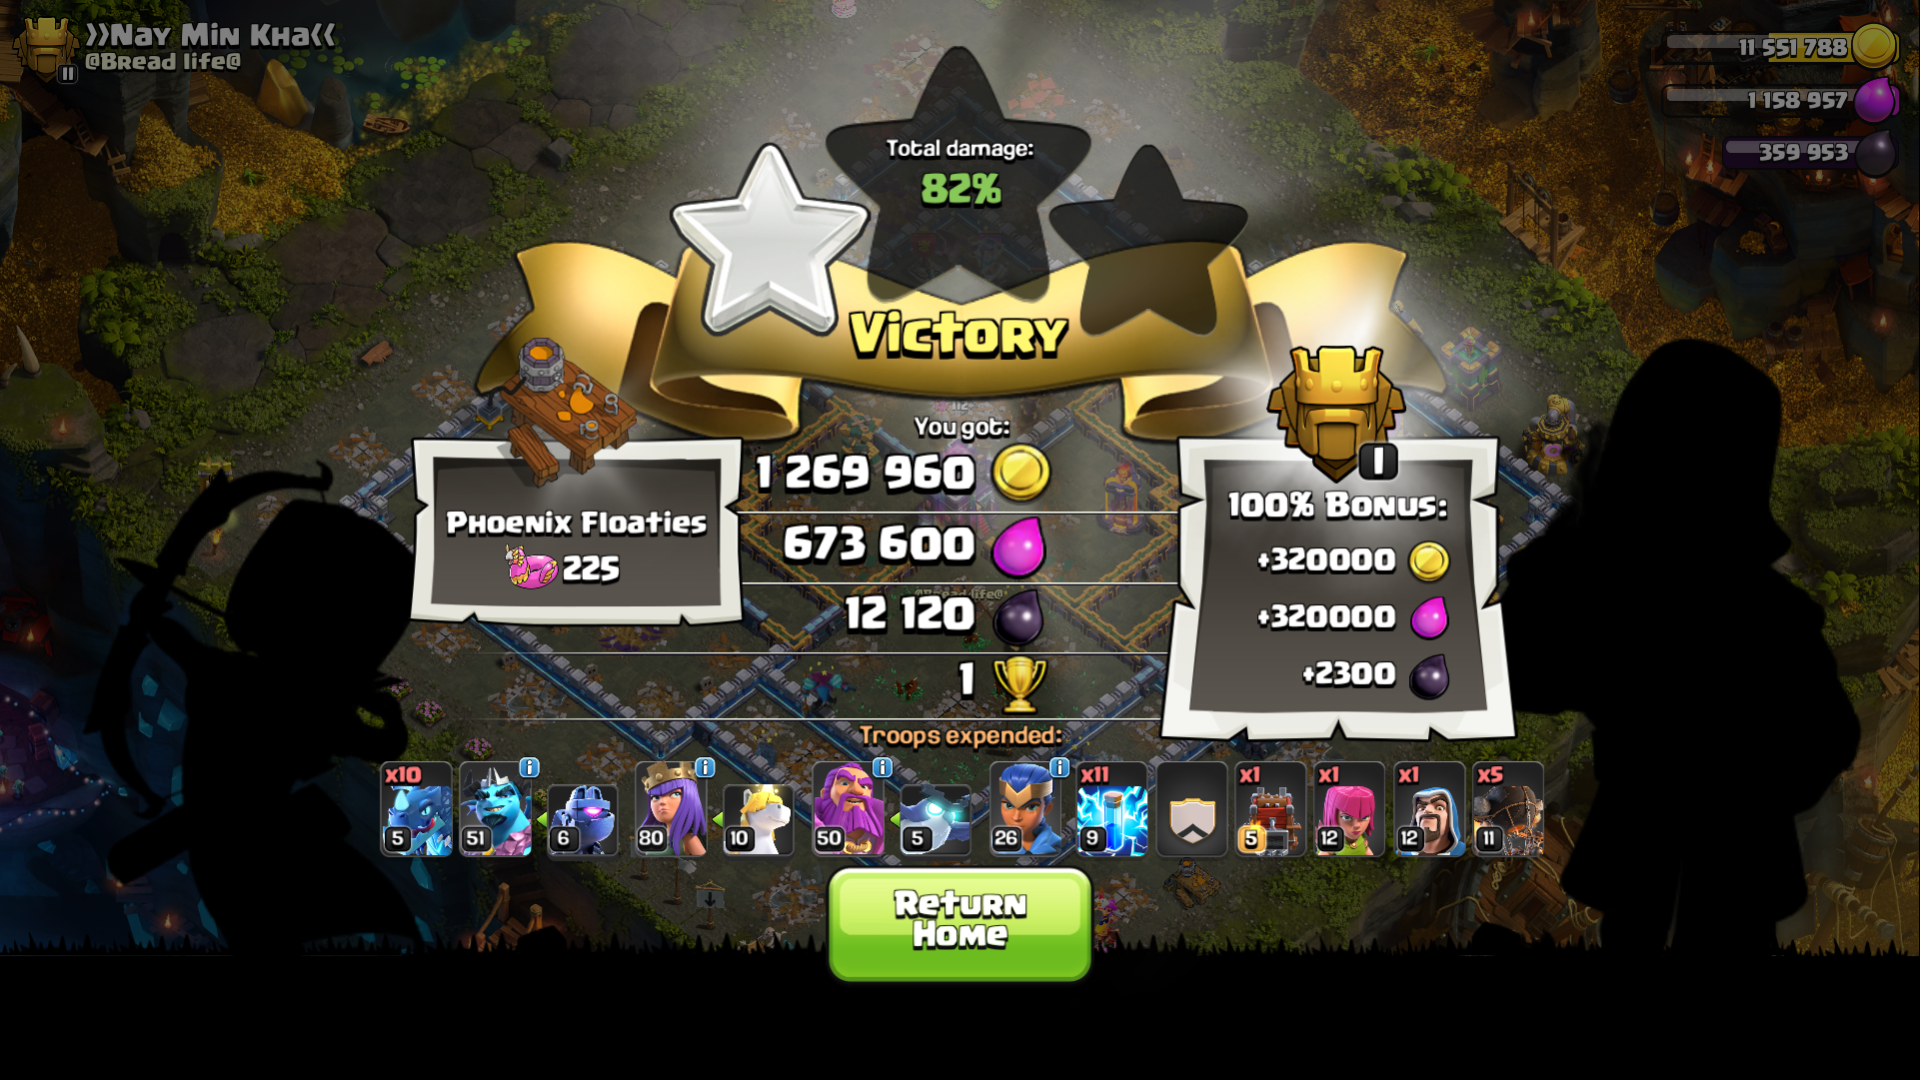 ⟩⟩Nay Min Kha⟨⟨
@Bread life@
II
11 551 788
1 158 957
359 953
Total damage:
82%
Victory
You got:
1 269 960
673 600
12 120
1
Phoenix Floaties
225
I
100% Bonus:
+320000
+320000
+2300
@Bread life@
Troops expended:
x10 5
i 51
6
i 80
10
i 50
5
i 26
x11 9
x1 5
x1 12
x1 12
x5 11
Return
Home